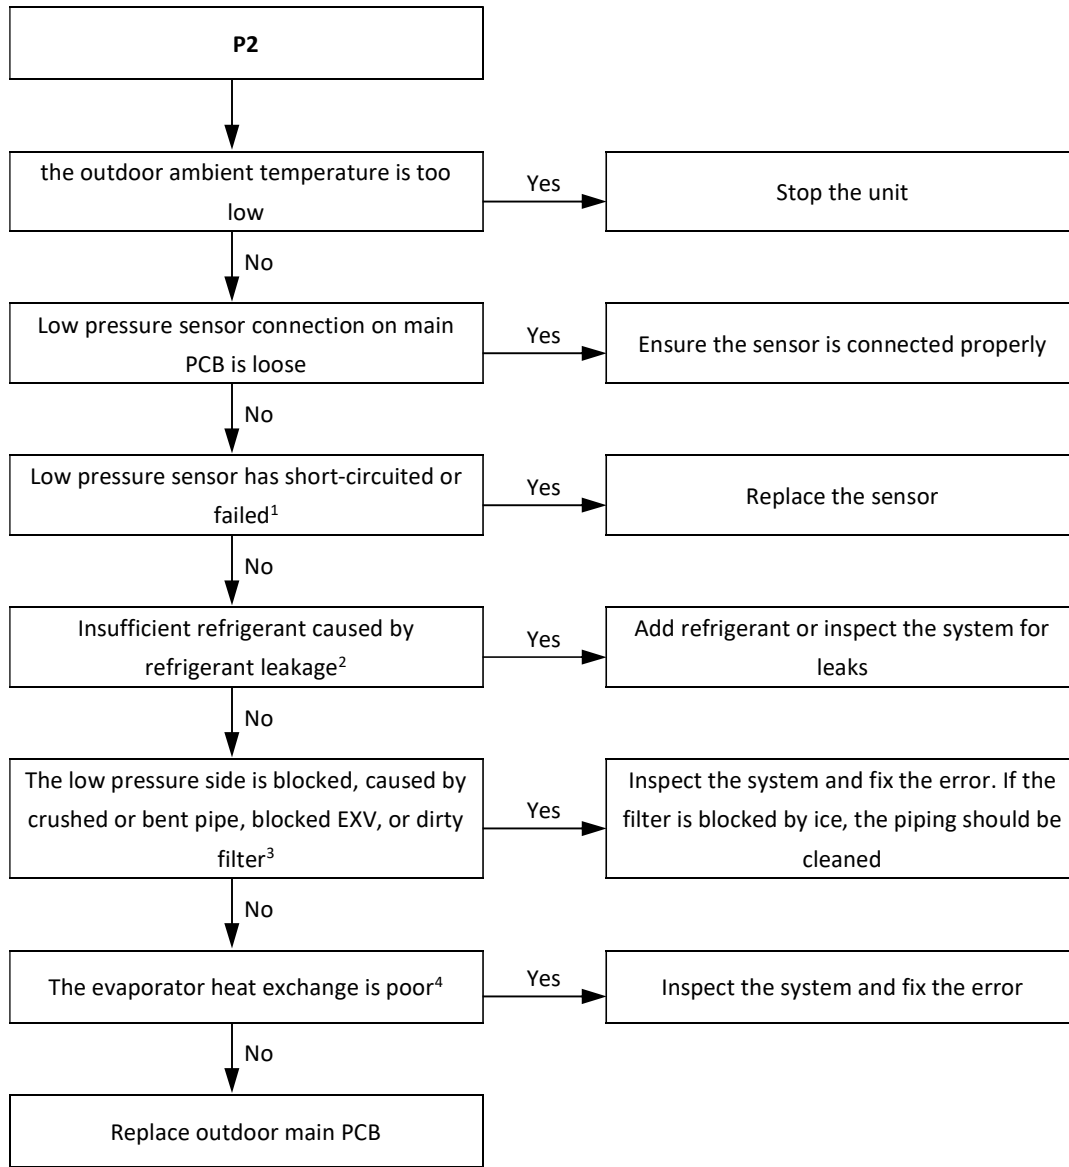 P2
the outdoor ambient temperature is too
low
Yes
Stop the unit
No
Low pressure sensor connection on main
PCB is loose
Yes
Ensure the sensor is connected properly
No
Low pressure sensor has short-circuited or
failed¹
Yes
Replace the sensor
No
Insufficient refrigerant caused by
refrigerant leakage²
Yes
Add refrigerant or inspect the system for
leaks
No
The low pressure side is blocked, caused by
crushed or bent pipe, blocked EXV, or dirty
filter³
Yes
Inspect the system and fix the error. If the
filter is blocked by ice, the piping should be
cleaned
No
The evaporator heat exchange is poor⁴
Yes
Inspect the system and fix the error
No
Replace outdoor main PCB